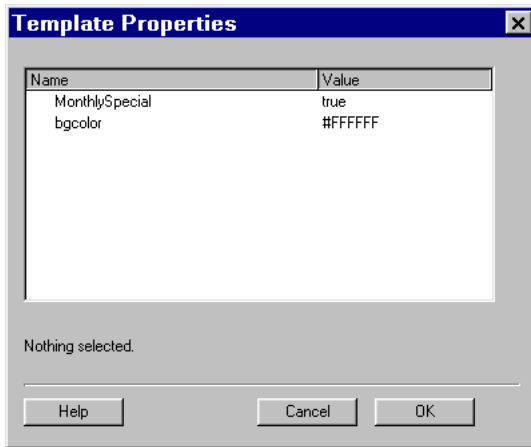 Template Properties
Name Value
MonthlySpecial true
bgcolor #FFFFFF
Nothing selected.
Help Cancel OK